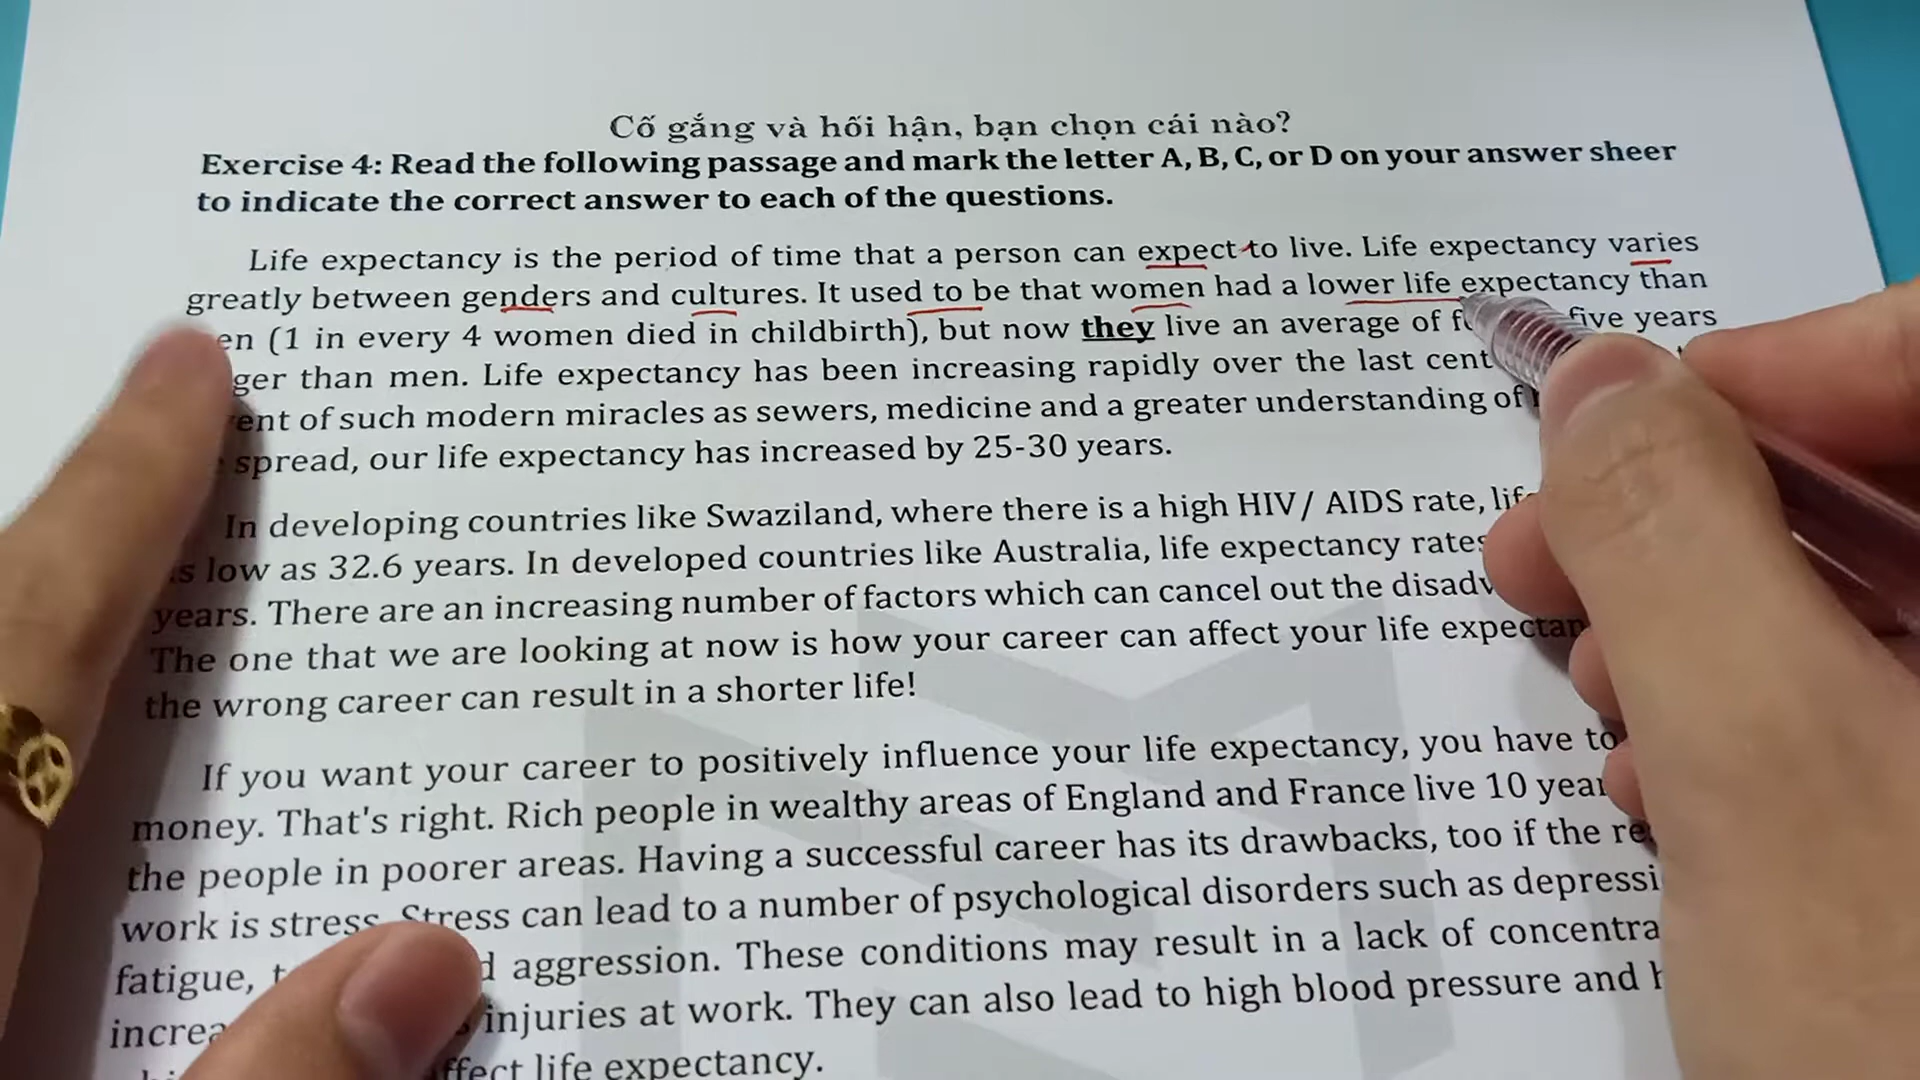 Cố gắng và hối hận, bạn chọn cái nào?
Exercise 4: Read the following passage and mark the letter A, B, C, or D on your answer sheer
to indicate the correct answer to each of the questions.
Life expectancy is the period of time that a person can expect to live. Life expectancy varies
greatly between genders and cultures. It used to be that women had a lower life expectancy than
(1 in every 4 women died in childbirth), but now they live an average of five years
than men. Life expectancy has been increasing rapidly over the last
of such modern miracles as sewers, medicine and a greater understanding of
spread, our life expectancy has increased by 25-30 years.
In developing countries like Swaziland, where there is a high HIV/ AIDS rate,
low as 32.6 years. In developed countries like Australia, life expectancy rates
years. There are an increasing number of factors which can cancel out the
The one that we are looking at now is how your career can affect your life
the wrong career can result in a shorter life!
If you want your career to positively influence your life expectancy, you have to
money. That's right. Rich people in wealthy areas of England and France live 10
the people in poorer areas. Having a successful career has its drawbacks, too if the
work is stress. Stress can lead to a number of psychological disorders such as
fatigue, aggression. These conditions may result in a lack of
injuries at work. They can also lead to high blood pressure and
life expectancy.